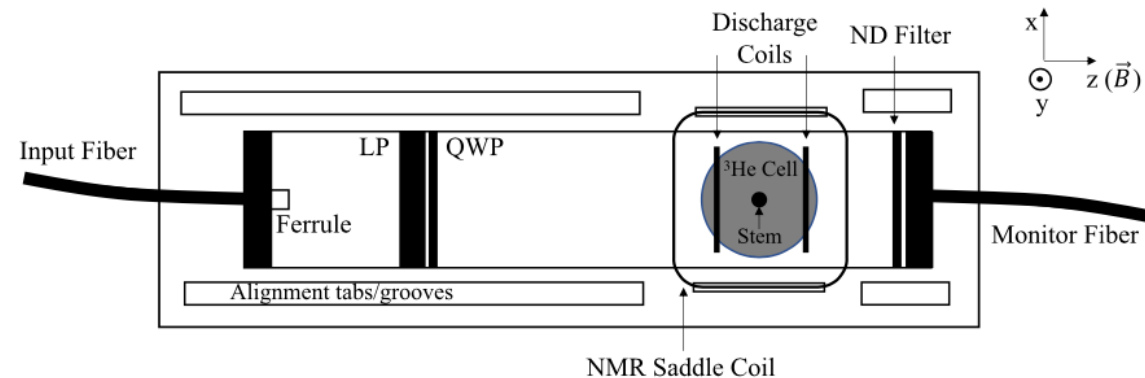 Discharge
Coils
ND Filter
x
z (B⃗)
y
Input Fiber
LP
QWP
³He Cell
Ferrule
Stem
Monitor Fiber
Alignment tabs/grooves
NMR Saddle Coil